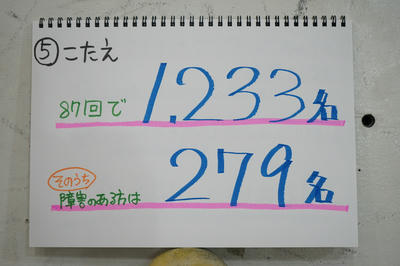 ⑤こたえ
87回で 1,233名
そのうち
障害のある方は 279名